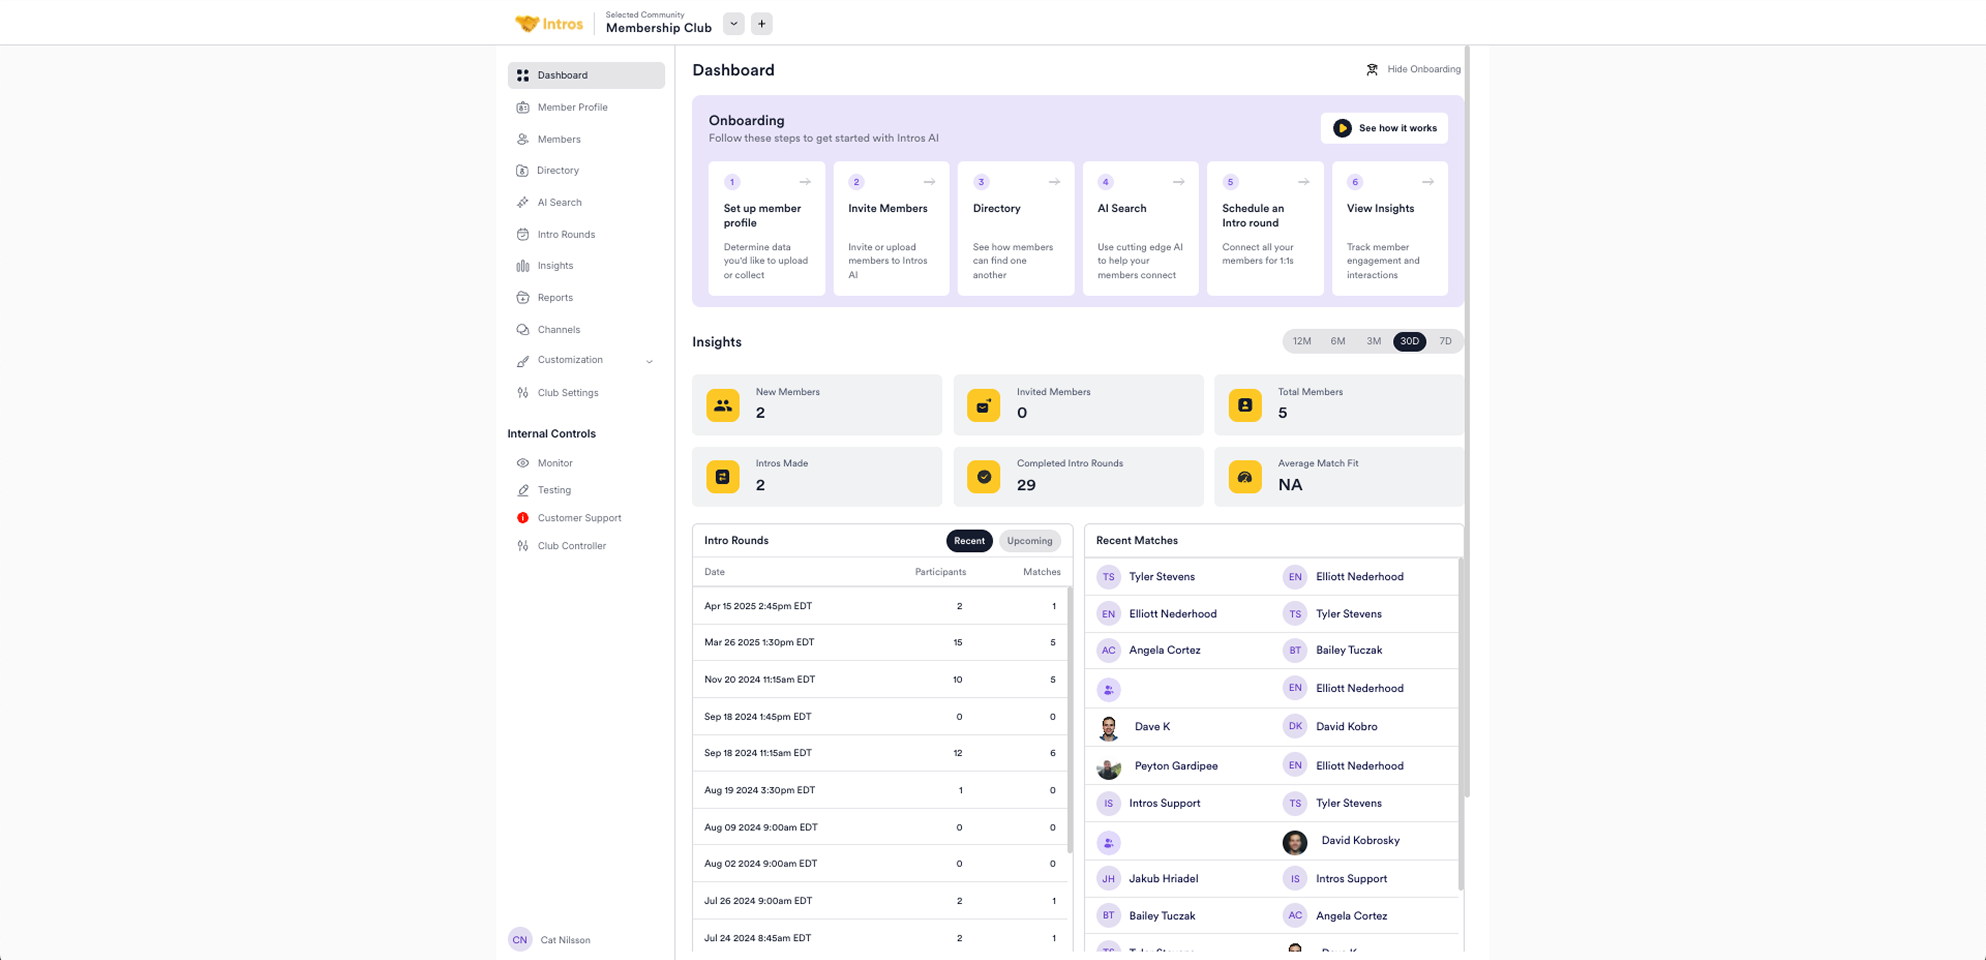 Intros
Selected Community
Membership Club
Dashboard
Member Profile
Members
Directory
AI Search
Intro Rounds
Insights
Reports
Channels
Customization
Club Settings
Internal Controls
Monitor
Testing
Customer Support
Club Controller
CN Cat Nilsson
Dashboard
Hide Onboarding
Onboarding
Follow these steps to get started with Intros AI
See how it works
1
Set up member
profile
Determine data
you'd like to upload
or collect
2
Invite Members
Invite or upload
members to Intros
AI
3
Directory
See how members
can find one
another
4
AI Search
Use cutting edge AI
to help your
members connect
5
Schedule an
Intro round
Connect all your
members for 1:1s
6
View Insights
Track member
engagement and
interactions
Insights
12M 6M 3M 30D 7D
New Members
2
Invited Members
0
Total Members
5
Intros Made
2
Completed Intro Rounds
29
Average Match Fit
NA
Intro Rounds Recent Upcoming
Date Participants Matches
Apr 15 2025 2:45pm EDT 2 1
Mar 26 2025 1:30pm EDT 15 5
Nov 20 2024 11:15am EDT 10 5
Sep 18 2024 1:45pm EDT 0 0
Sep 18 2024 11:15am EDT 12 6
Aug 19 2024 3:30pm EDT 1 0
Aug 09 2024 9:00am EDT 0 0
Aug 02 2024 9:00am EDT 0 0
Jul 26 2024 9:00am EDT 2 1
Jul 24 2024 8:45am EDT 2 1
Recent Matches
TS Tyler Stevens EN Elliott Nederhood
EN Elliott Nederhood TS Tyler Stevens
AC Angela Cortez BT Bailey Tuczak
EN Elliott Nederhood
Dave K DK David Kobro
Peyton Gardipee EN Elliott Nederhood
IS Intros Support TS Tyler Stevens
David Kobrosky
JH Jakub Hriadel IS Intros Support
BT Bailey Tuczak AC Angela Cortez